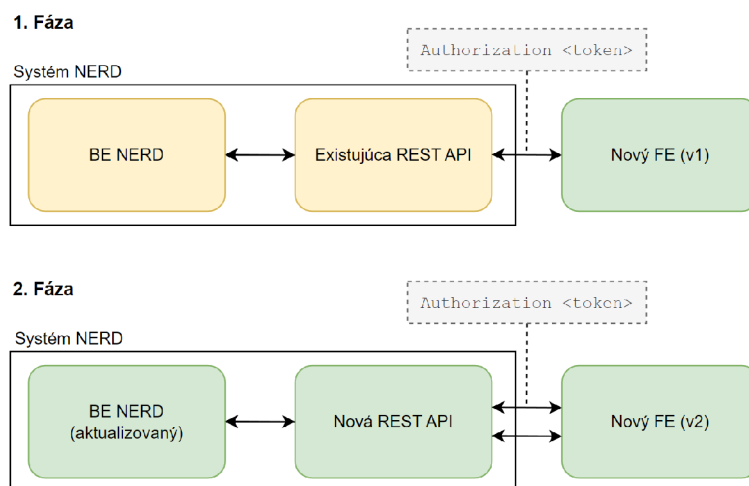 1. Fáza
Authorization <token>
Systém NERD
BE NERD
Existujúca REST API
Nový FE (v1)
2. Fáza
Authorization <token>
Systém NERD
BE NERD
(aktualizovaný)
Nová REST API
Nový FE (v2)